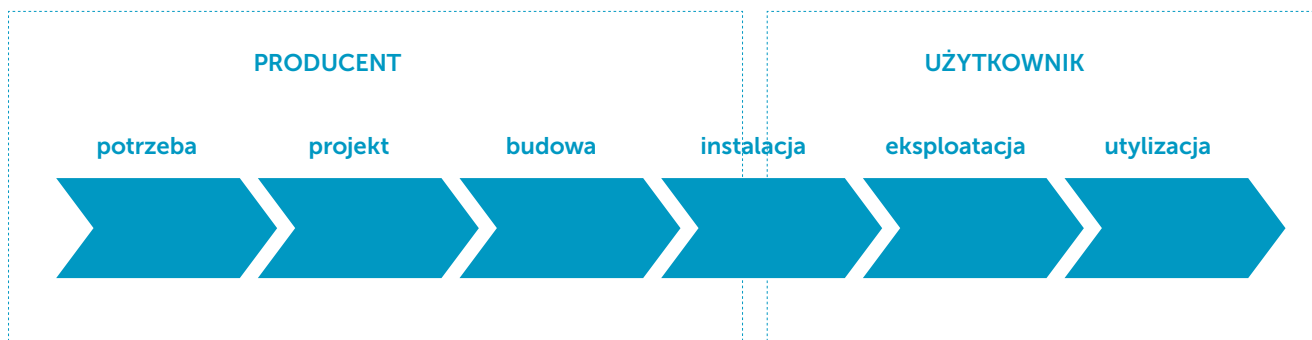 PRODUCENT UŻYTKOWNIK
potrzeba projekt budowa instalacja eksploatacja utylizacja